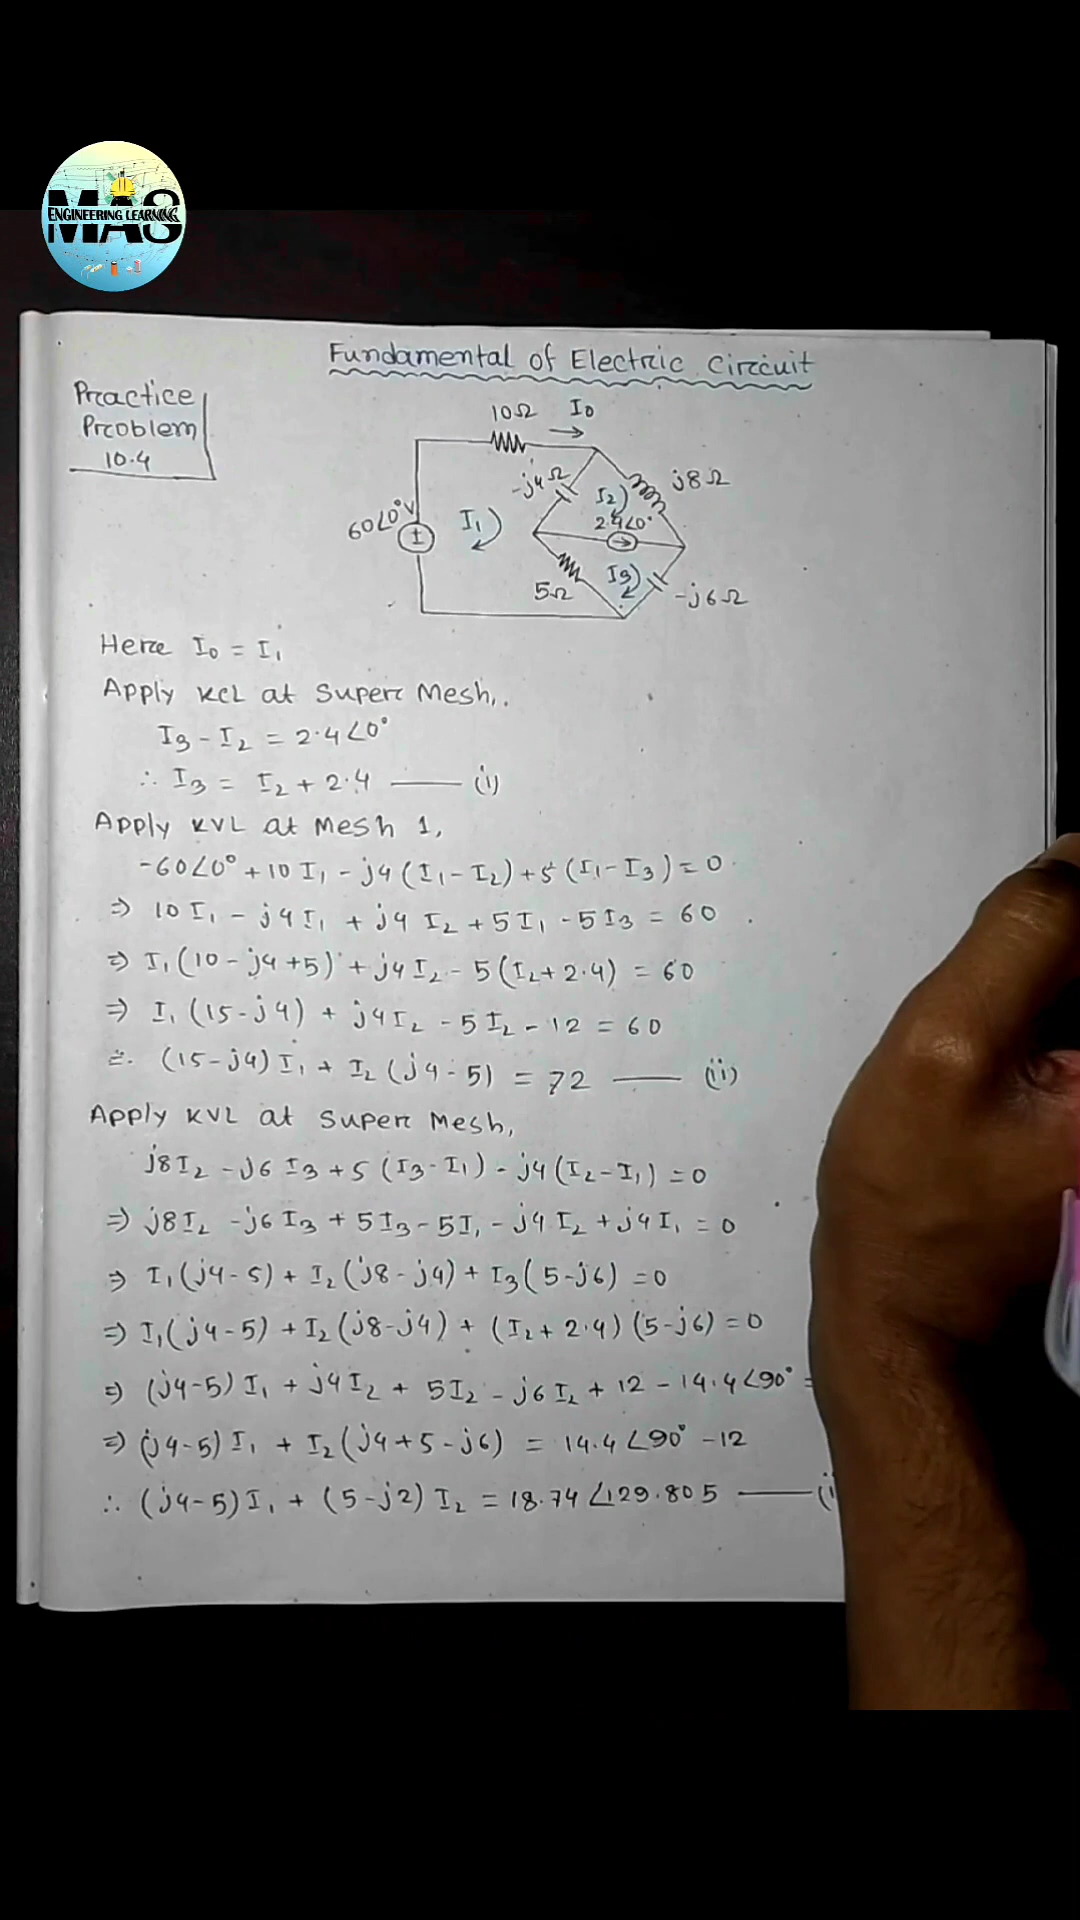 MAS
ENGINEERING LEARNING
Fundamental of Electric Circuit
Practice
Problem
10.4
10Ω I₀
-j4Ω
j8Ω
I₂
2.4∠0°
60∠0°V
I₁
±
I₃
5Ω
-j6Ω
Here I₀ = I₁
Apply KCL at Super Mesh,.
I₃ - I₂ = 2.4∠0°
∴ I₃ = I₂ + 2.4 —— (i)
Apply KVL at Mesh 1,
-60∠0° + 10 I₁ - j4 (I₁ - I₂) + 5 (I₁ - I₃) = 0
⇒ 10 I₁ - j4 I₁ + j4 I₂ + 5 I₁ - 5 I₃ = 60
⇒ I₁ (10 - j4 + 5) + j4 I₂ - 5 (I₂ + 2.4) = 60
⇒ I₁ (15 - j4) + j4 I₂ - 5 I₂ - 12 = 60
∴ (15 - j4) I₁ + I₂ (j4 - 5) = 72 —— (ii)
Apply KVL at Super Mesh,
j8 I₂ - j6 I₃ + 5 (I₃ - I₁) - j4 (I₂ - I₁) = 0
⇒ j8 I₂ - j6 I₃ + 5 I₃ - 5 I₁ - j4 I₂ + j4 I₁ = 0
⇒ I₁ (j4 - 5) + I₂ (j8 - j4) + I₃ (5 - j6) = 0
⇒ I₁ (j4 - 5) + I₂ (j8 - j4) + (I₂ + 2.4) (5 - j6) = 0
⇒ (j4 - 5) I₁ + j4 I₂ + 5 I₂ - j6 I₂ + 12 - 14.4∠90° =
⇒ (j4 - 5) I₁ + I₂ (j4 + 5 - j6) = 14.4∠90° - 12
∴ (j4 - 5) I₁ + (5 - j2) I₂ = 18.74∠129.805 —— (i